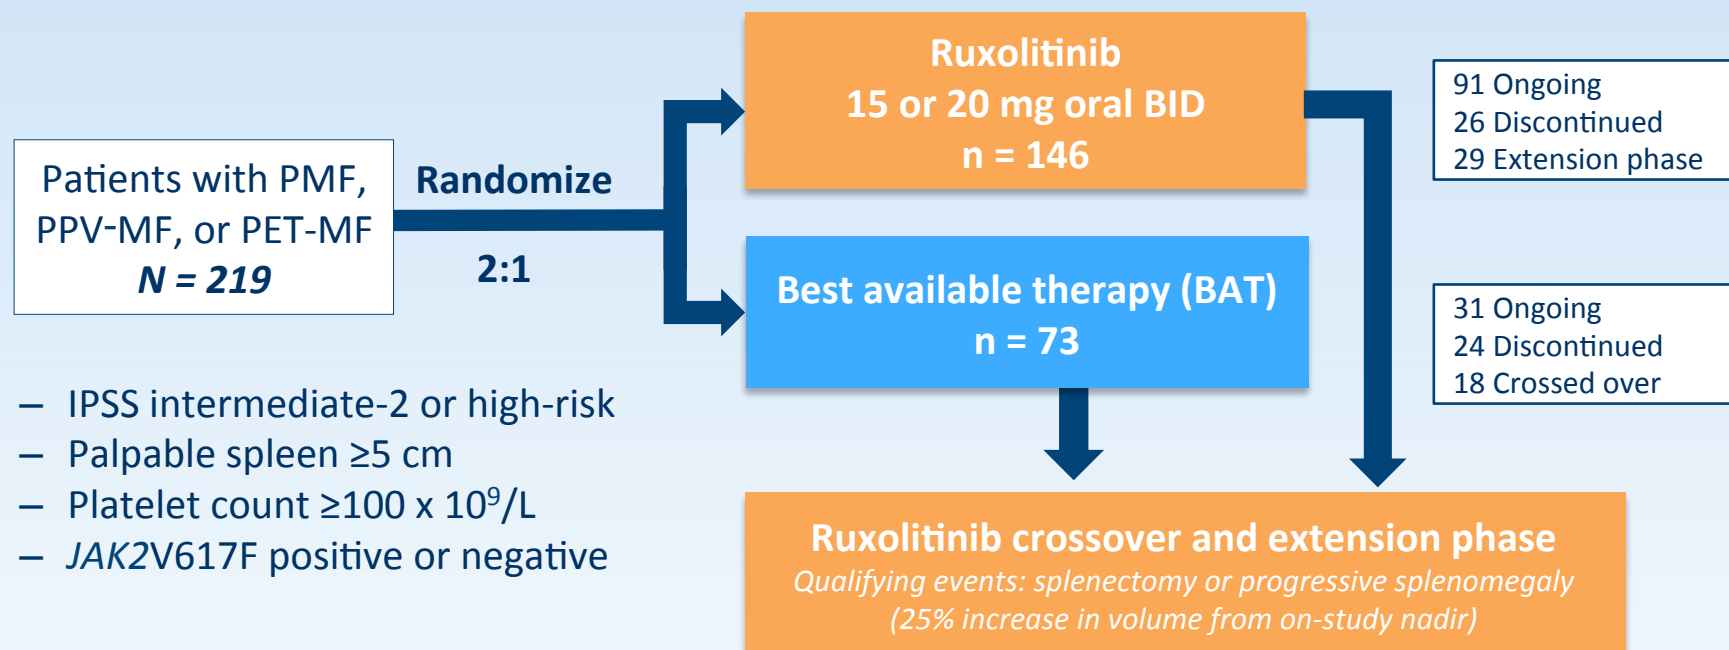 Patients with PMF,
PPV-MF, or PET-MF
N = 219
Randomize
2:1
– IPSS intermediate-2 or high-risk
– Palpable spleen ≥5 cm
– Platelet count ≥100 x 10⁹/L
– JAK2V617F positive or negative
Ruxolitinib
15 or 20 mg oral BID
n = 146
Best available therapy (BAT)
n = 73
91 Ongoing
26 Discontinued
29 Extension phase
31 Ongoing
24 Discontinued
18 Crossed over
Ruxolitinib crossover and extension phase
Qualifying events: splenectomy or progressive splenomegaly
(25% increase in volume from on-study nadir)